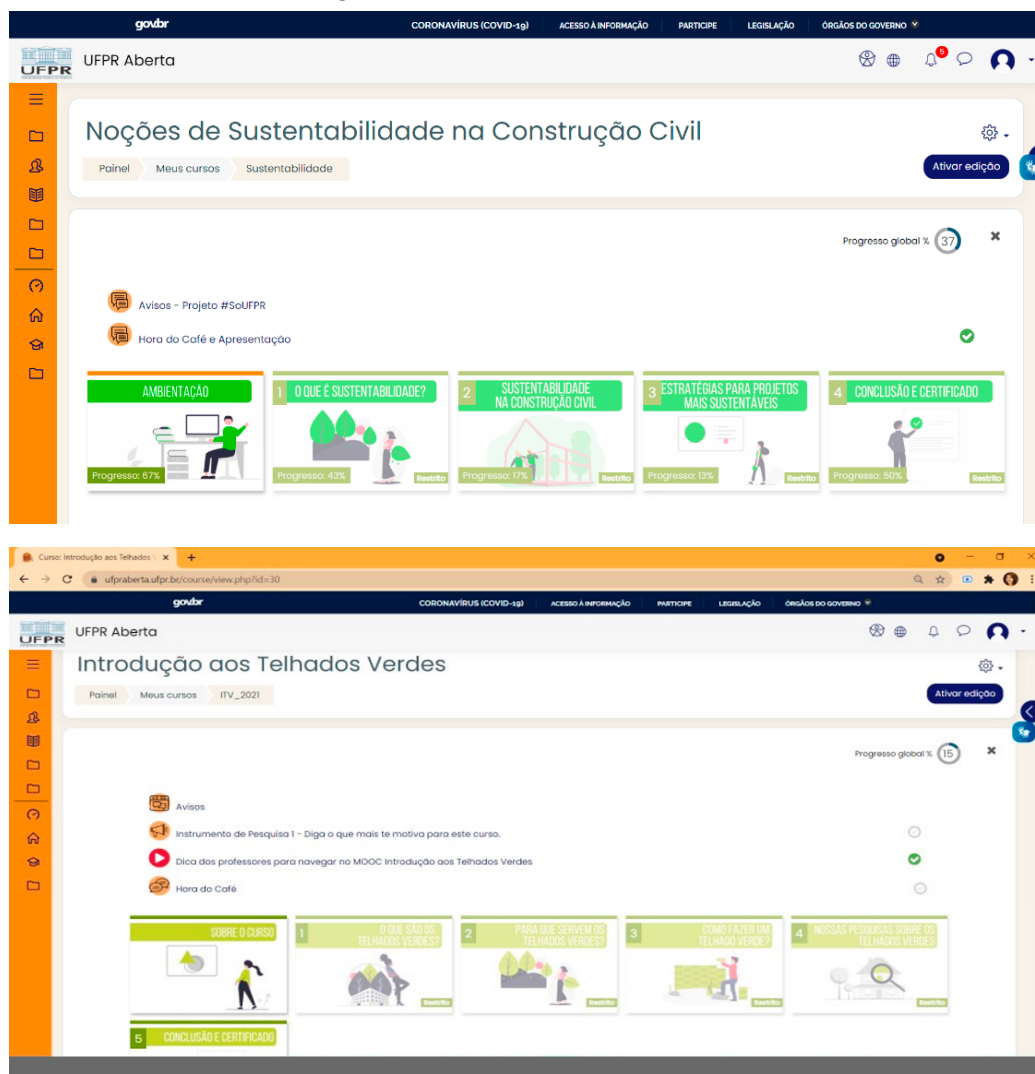 govbr CORONAVÍRUS (COVID-19) ACESSO À INFORMAÇÃO PARTICIPE LEGISLAÇÃO ÓRGÃOS DO GOVERNO
UFPR UFPR Aberta 5
Noções de Sustentabilidade na Construção Civil
Painel Meus cursos Sustentabilidade Ativar edição
Progresso global % 37
Avisos - Projeto #SoUFPR
Hora do Café e Apresentação
AMBIENTAÇÃO
Progresso: 67%
1 O QUE É SUSTENTABILIDADE?
Progresso: 43% Restrito
2 SUSTENTABILIDADE
NA CONSTRUÇÃO CIVIL
Progresso: 17% Restrito
3 ESTRATÉGIAS PARA PROJETOS
MAIS SUSTENTÁVEIS
Progresso: 13% Restrito
4 CONCLUSÃO E CERTIFICADO
Progresso: 50% Restrito
Curso: Introdução aos Telhados
ufpraberta.ufpr.br/course/view.php?id=30
govbr CORONAVÍRUS (COVID-19) ACESSO À INFORMAÇÃO PARTICIPE LEGISLAÇÃO ÓRGÃOS DO GOVERNO
UFPR UFPR Aberta
Introdução aos Telhados Verdes
Painel Meus cursos ITV_2021 Ativar edição
Progresso global % 15
Avisos
Instrumento de Pesquisa 1 - Diga o que mais te motiva para este curso.
Dica dos professores para navegar no MOOC Introdução aos Telhados Verdes
Hora do Café
SOBRE O CURSO
1 O QUE SÃO OS
TELHADOS VERDES?
Restrito
2 PARA QUE SERVEM OS
TELHADOS VERDES?
Restrito
3 COMO FAZER UM
TELHADO VERDE?
Restrito
4 NOSSAS PESQUISAS SOBRE OS
TELHADOS VERDES
Restrito
5 CONCLUSÃO E CERTIFICADO